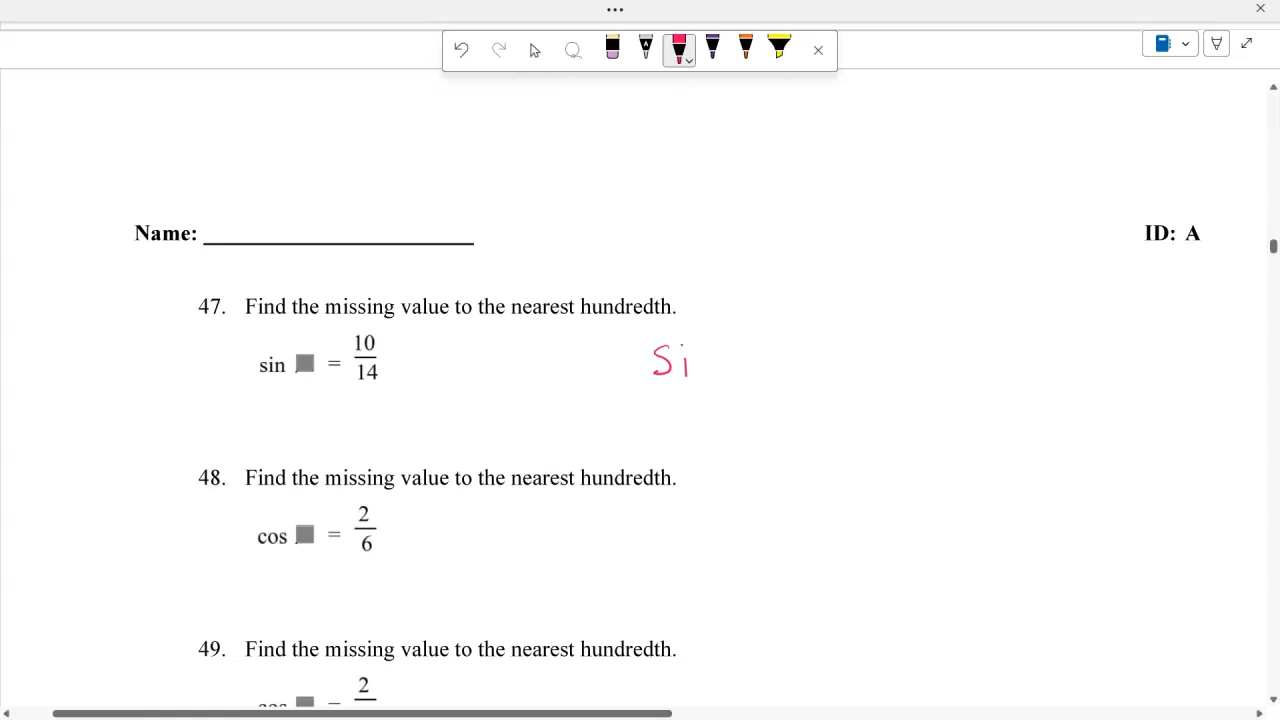 Name: ID: A
47. Find the missing value to the nearest hundredth.
sin ■ = 10/14
Si
48. Find the missing value to the nearest hundredth.
cos ■ = 2/6
49. Find the missing value to the nearest hundredth.
2